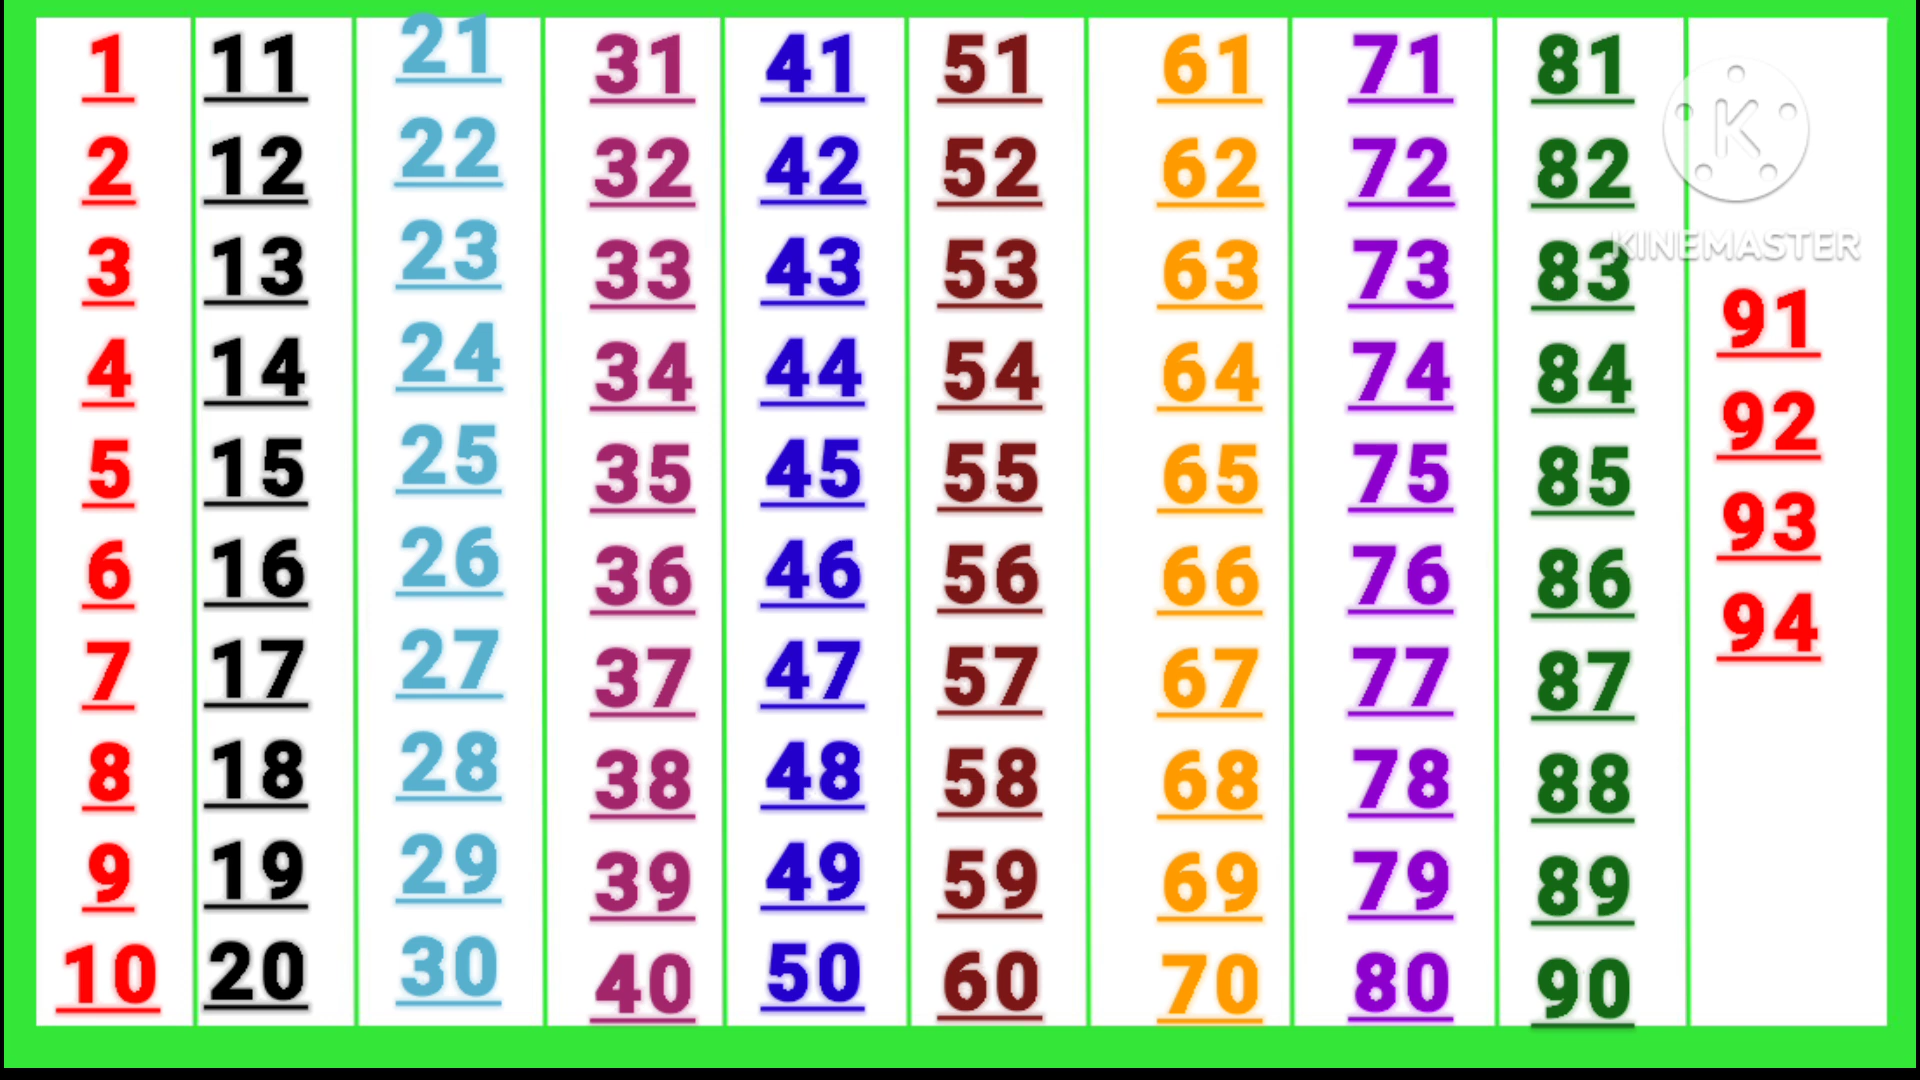 1 11 21 31 41 51 61 71 81
2 12 22 32 42 52 62 72 82
K
KINEMASTER
3 13 23 33 43 53 63 73 83
91
4 14 24 34 44 54 64 74 84
92
5 15 25 35 45 55 65 75 85
93
6 16 26 36 46 56 66 76 86
94
7 17 27 37 47 57 67 77 87
8 18 28 38 48 58 68 78 88
9 19 29 39 49 59 69 79 89
10 20 30 40 50 60 70 80 90